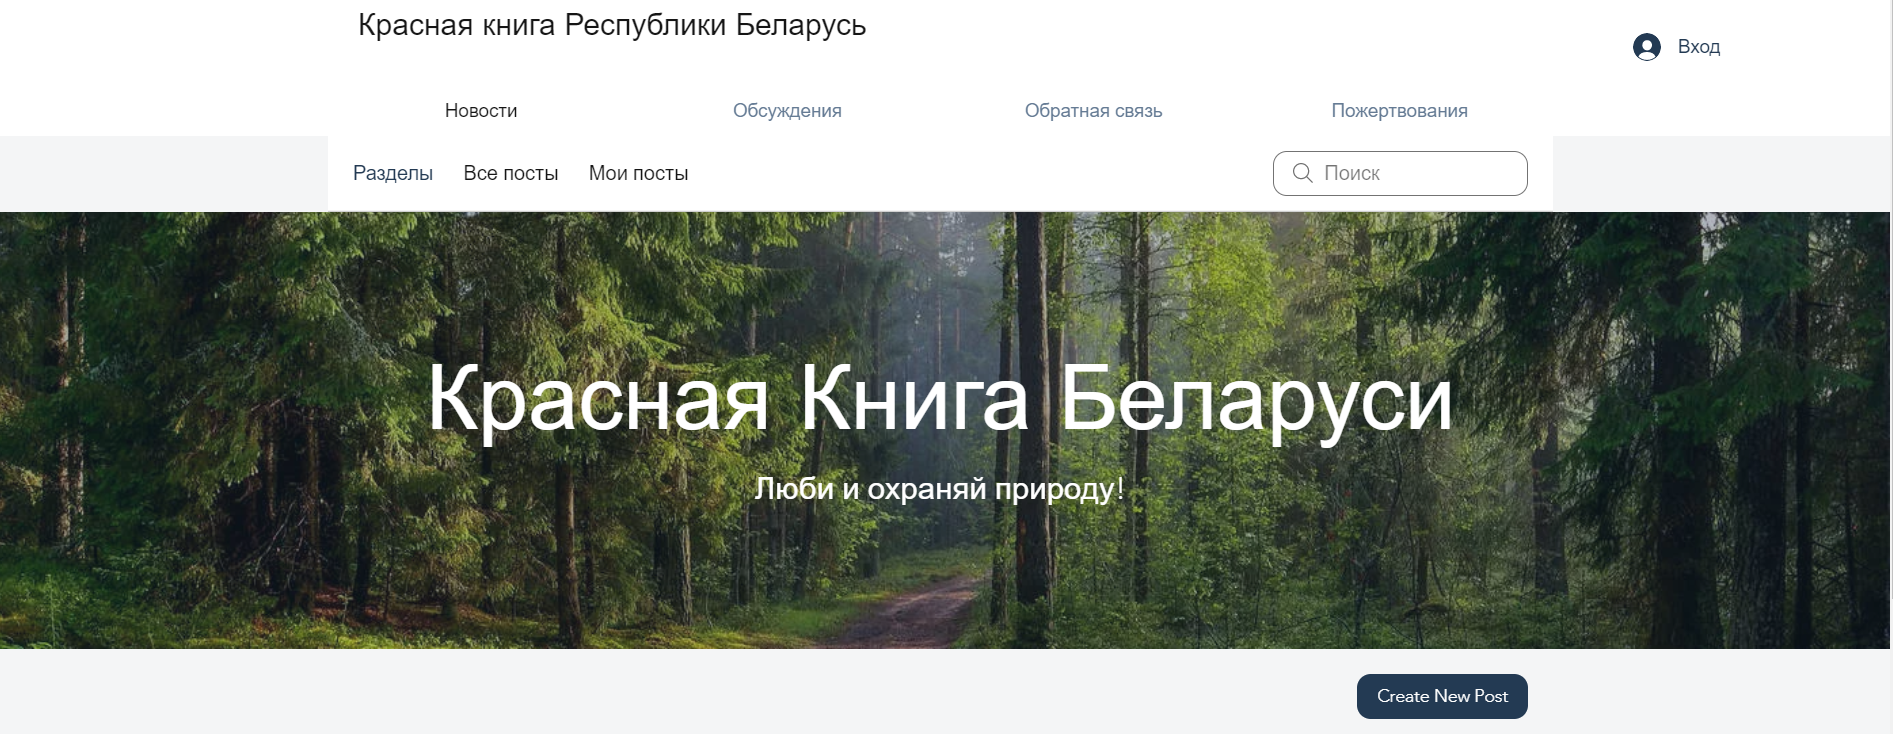 Красная книга Республики Беларусь
Вход
Новости Обсуждения Обратная связь Пожертвования
Разделы Все посты Мои посты Поиск
Красная Книга Беларуси
Люби и охраняй природу!
Create New Post